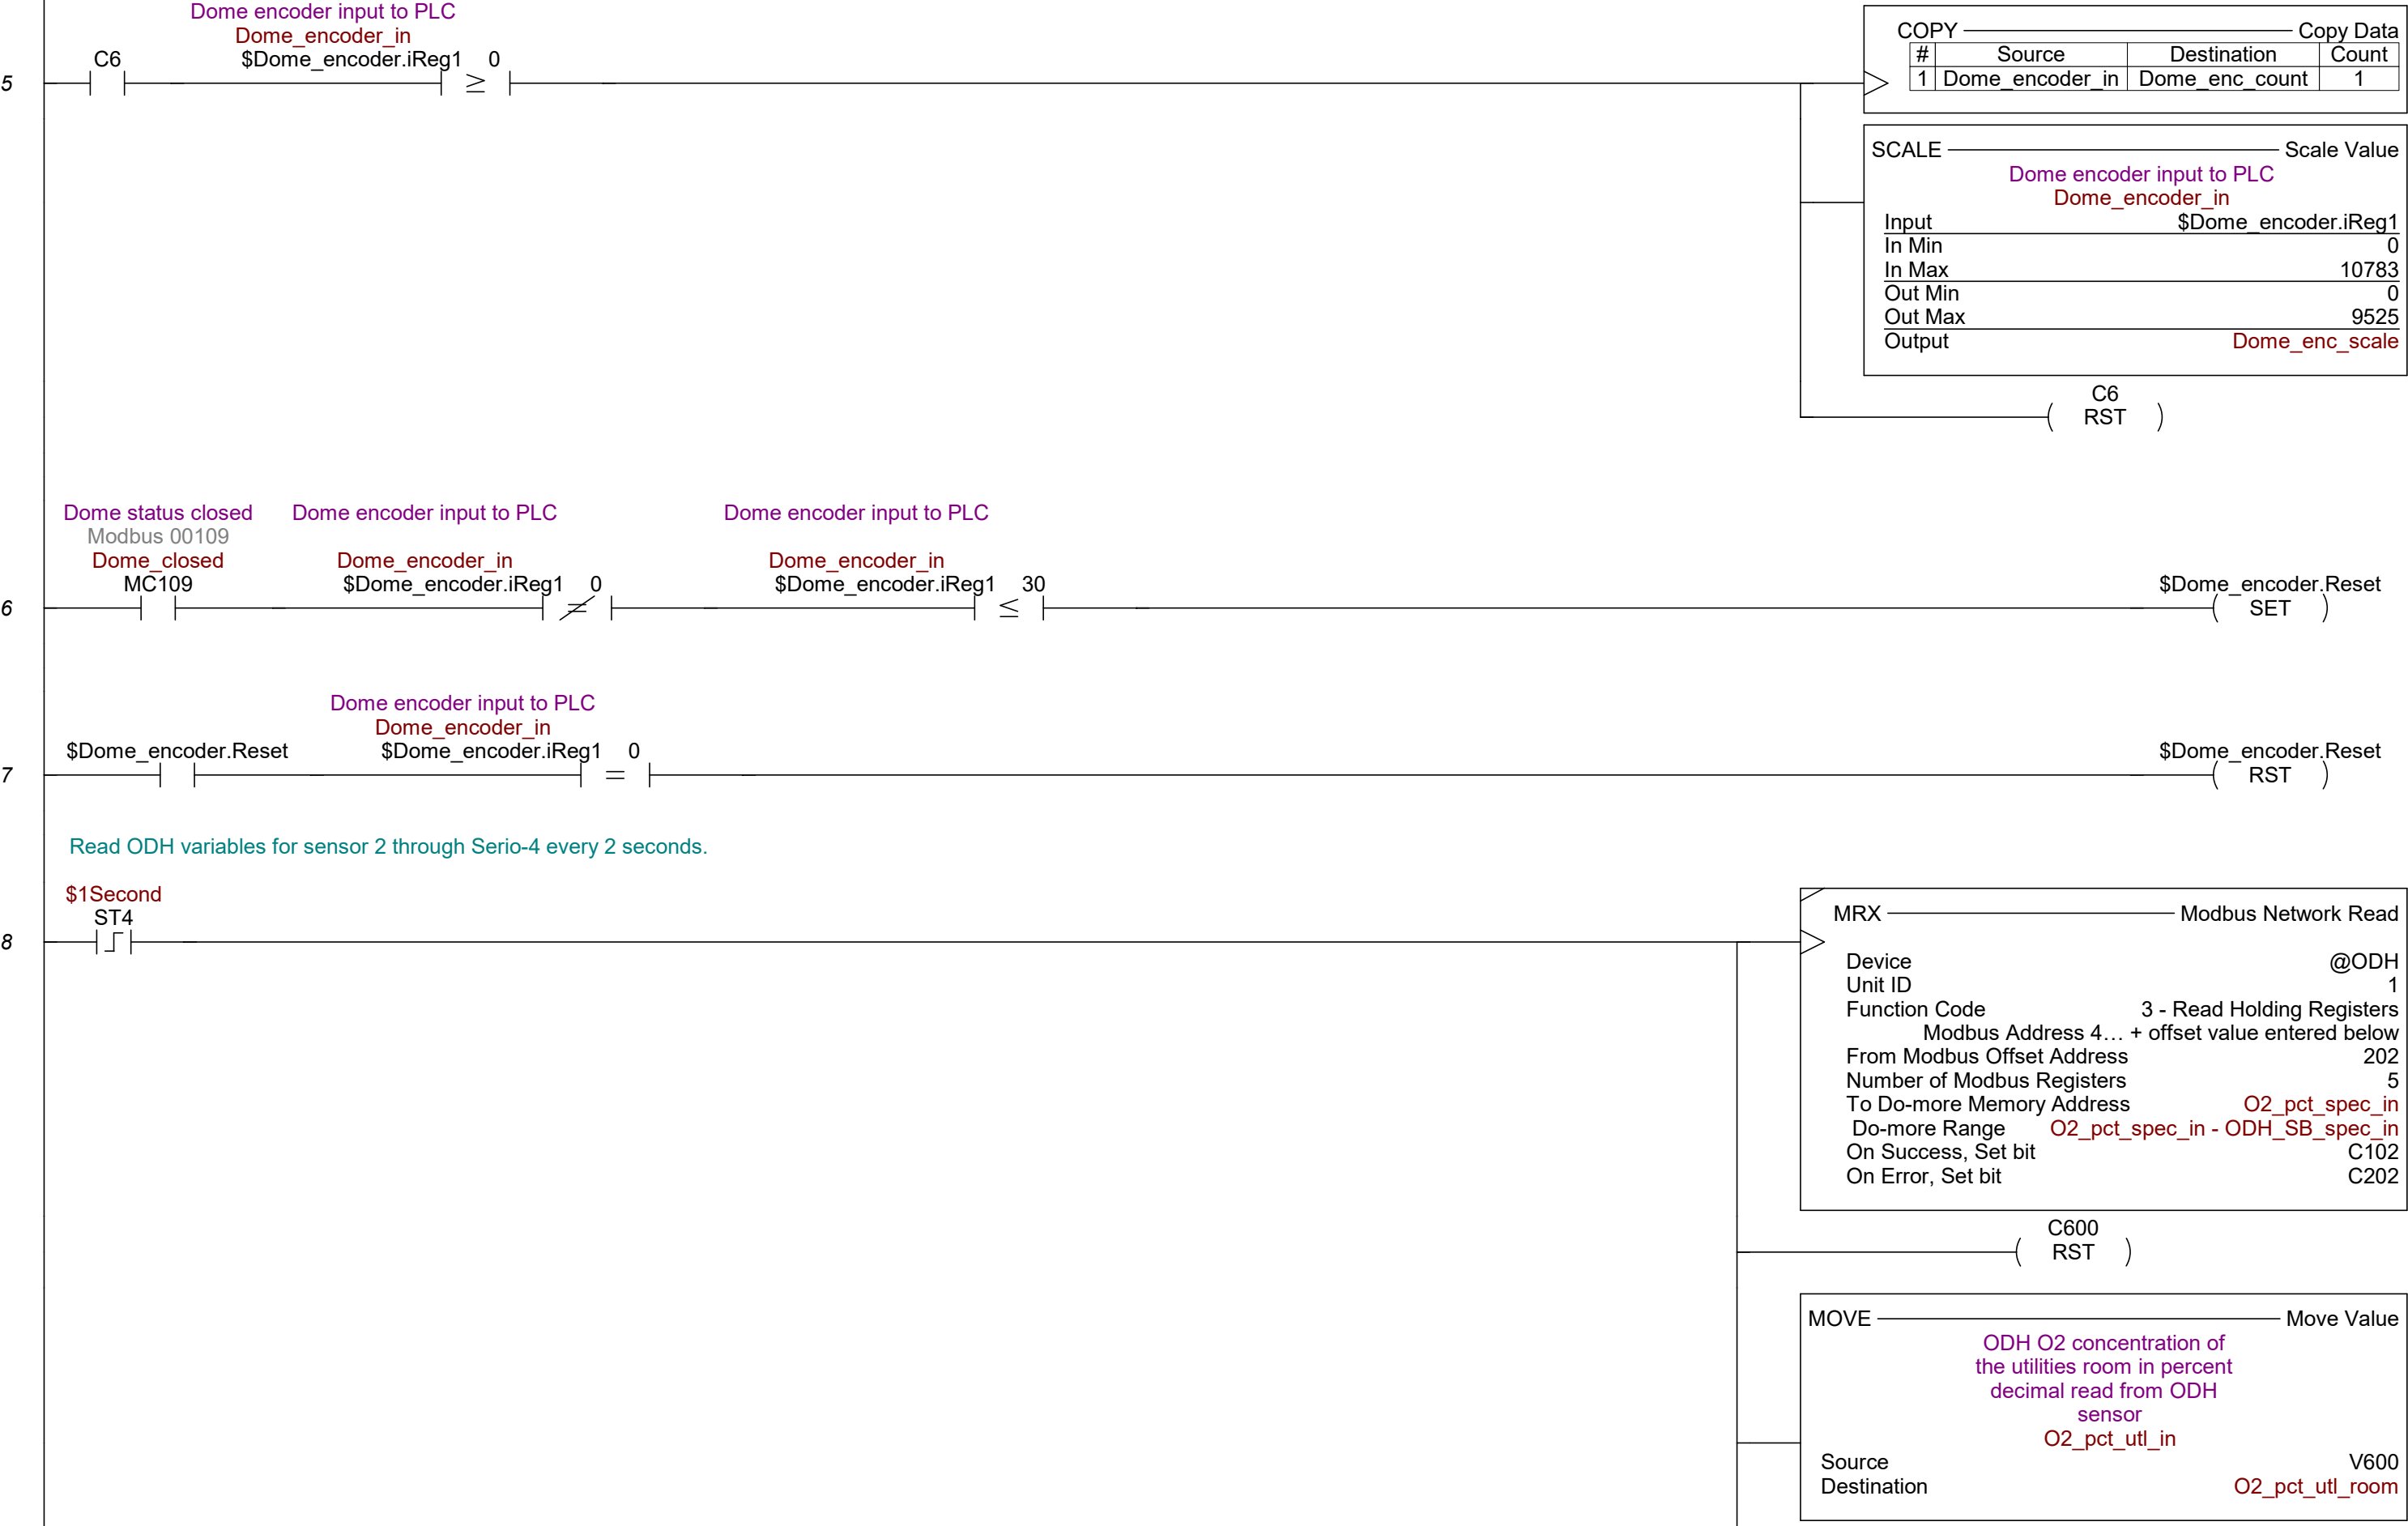 Dome encoder input to PLC
Dome_encoder_in
C6 $Dome_encoder.iReg1 0
5 ≥
COPY Copy Data
# Source Destination Count
1 Dome_encoder_in Dome_enc_count 1
SCALE Scale Value
Dome encoder input to PLC
Dome_encoder_in
Input $Dome_encoder.iReg1
In Min 0
In Max 10783
Out Min 0
Out Max 9525
Output Dome_enc_scale
C6
RST
Dome status closed Dome encoder input to PLC Dome encoder input to PLC
Modbus 00109
Dome_closed Dome_encoder_in Dome_encoder_in
MC109 $Dome_encoder.iReg1 0 $Dome_encoder.iReg1 30 $Dome_encoder.Reset
6 ≠ ≤ SET
Dome encoder input to PLC
Dome_encoder_in
$Dome_encoder.Reset $Dome_encoder.iReg1 0 $Dome_encoder.Reset
7 = RST
Read ODH variables for sensor 2 through Serio-4 every 2 seconds.
$1Second
ST4
8
MRX Modbus Network Read
Device @ODH
Unit ID 1
Function Code 3 - Read Holding Registers
Modbus Address 4… + offset value entered below
From Modbus Offset Address 202
Number of Modbus Registers 5
To Do-more Memory Address O2_pct_spec_in
Do-more Range O2_pct_spec_in - ODH_SB_spec_in
On Success, Set bit C102
On Error, Set bit C202
C600
RST
MOVE Move Value
ODH O2 concentration of
the utilities room in percent
decimal read from ODH
sensor
O2_pct_utl_in
Source V600
Destination O2_pct_utl_room